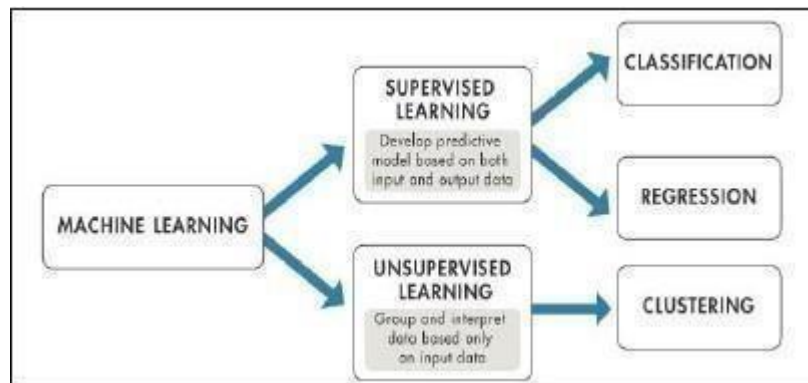 MACHINE LEARNING
SUPERVISED
LEARNING
Develop predictive
model based on both
input and output data
UNSUPERVISED
LEARNING
Group and interpret
data based only
on input data
CLASSIFICATION
REGRESSION
CLUSTERING